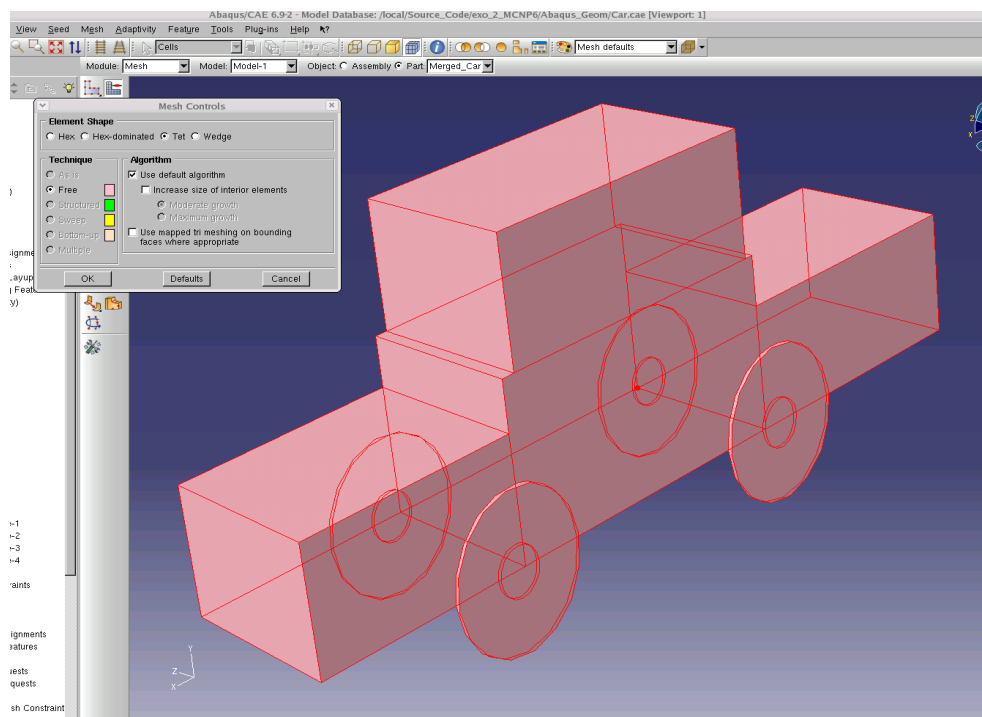 Abaqus/CAE 6.9-2 - Model Database: /local/Source_Code/exo_2_MCNP6/Abaqus_Geom/Car.cae [Viewport: 1]
View Seed Mesh Adaptivity Feature Tools Plug-ins Help
Cells Mesh defaults
Module: Mesh Model: Model-1 Object: Assembly Part: Merged_Car
Mesh Controls
Element Shape
Hex Hex-dominated Tet Wedge
Technique
As is
Free
Structured
Sweep
Bottom-up
Multiple
Algorithm
Use default algorithm
Increase size of interior elements
Moderate growth
Maximum growth
Use mapped tri meshing on bounding
faces where appropriate
OK Defaults Cancel
-1
-2
-3
-4
raints
ignments
eatures
uests
quests
sh Constraint
Y
Z
X
z
x